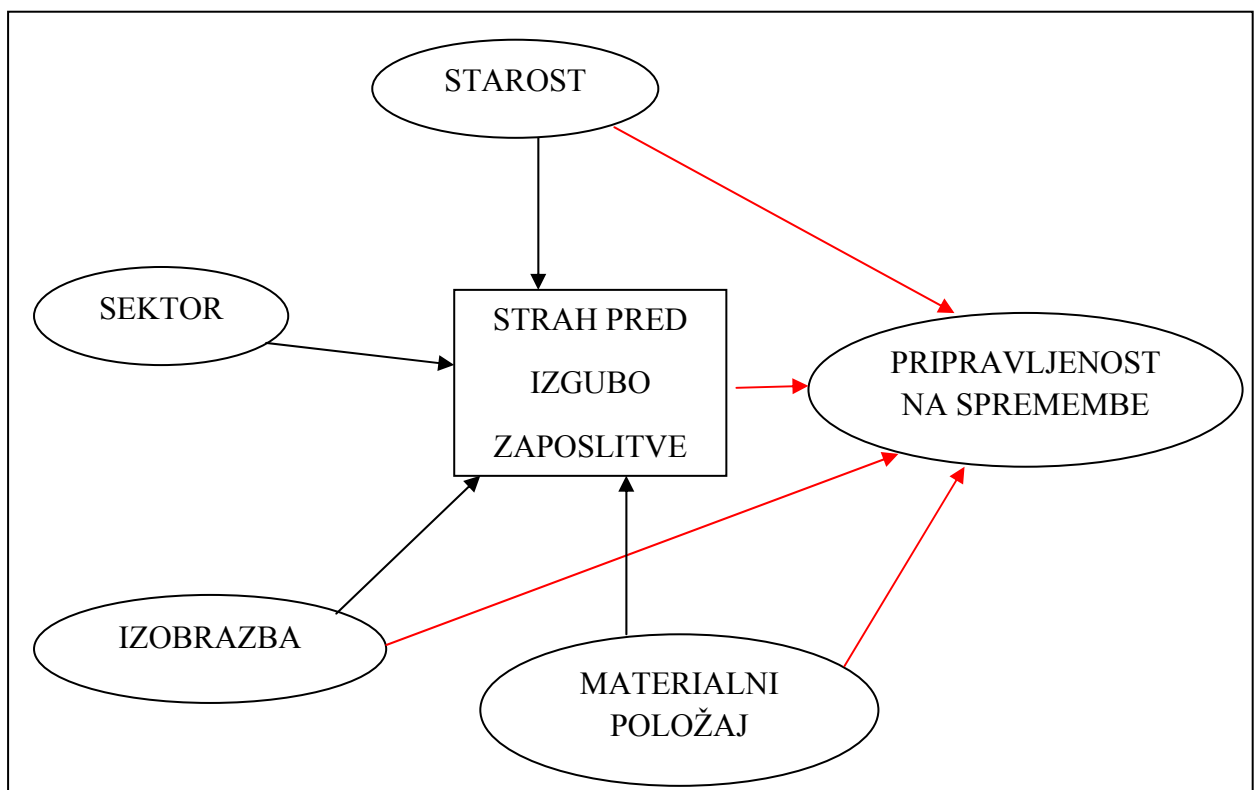 STAROST
SEKTOR
STRAH PRED
IZGUBO
ZAPOSLITVE
PRIPRAVLJENOST
NA SPREMEMBE
IZOBRAZBA
MATERIALNI
POLOŽAJ